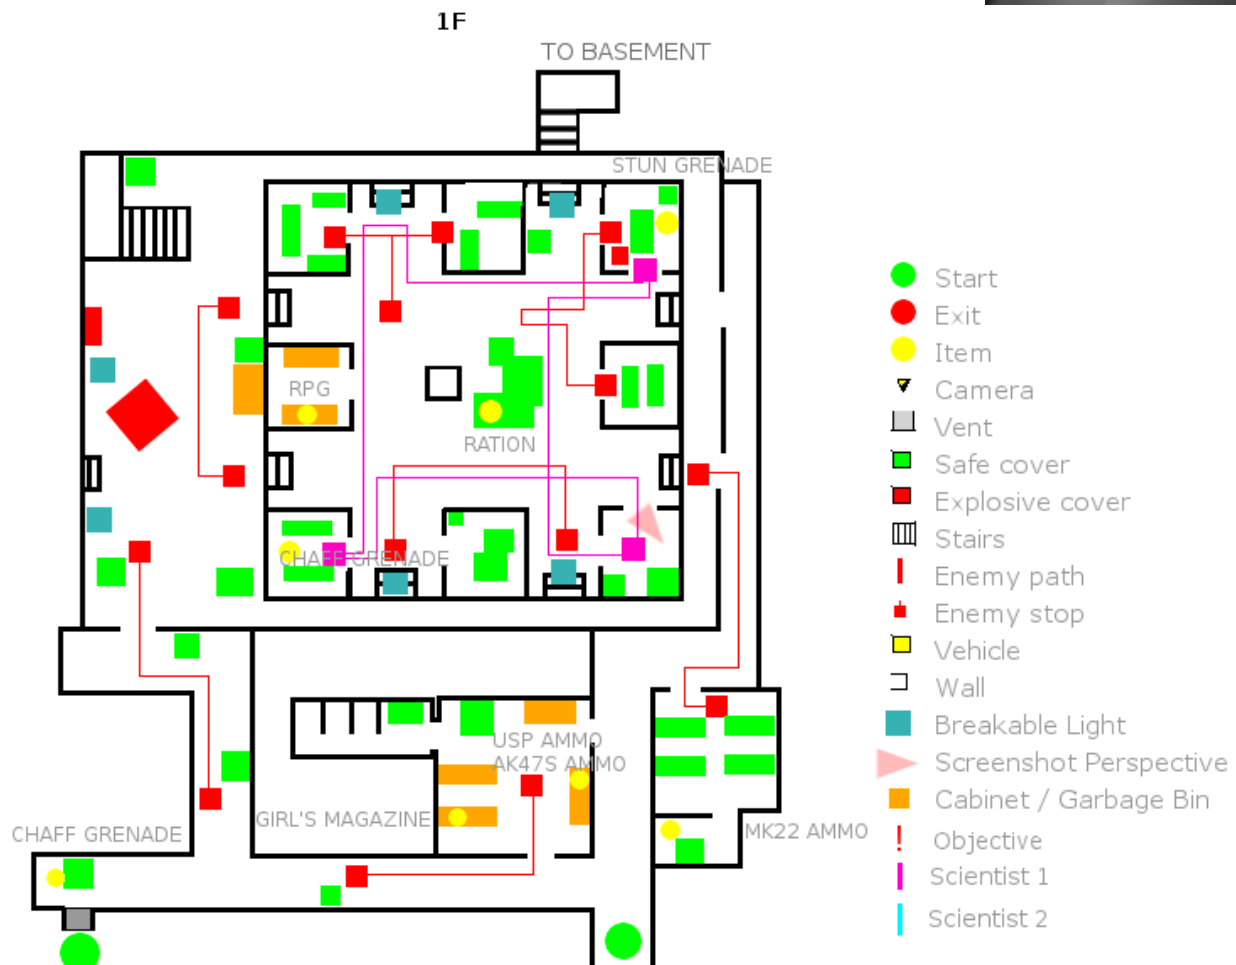 1F
TO BASEMENT
STUN GRENADE
RPG
RATION
CHAFF GRENADE
USP AMMO
AK47S AMMO
GIRL'S MAGAZINE
MK22 AMMO
CHAFF GRENADE
Start
Exit
Item
Camera
Vent
Safe cover
Explosive cover
Stairs
Enemy path
Enemy stop
Vehicle
Wall
Breakable Light
Screenshot Perspective
Cabinet / Garbage Bin
! Objective
Scientist 1
Scientist 2